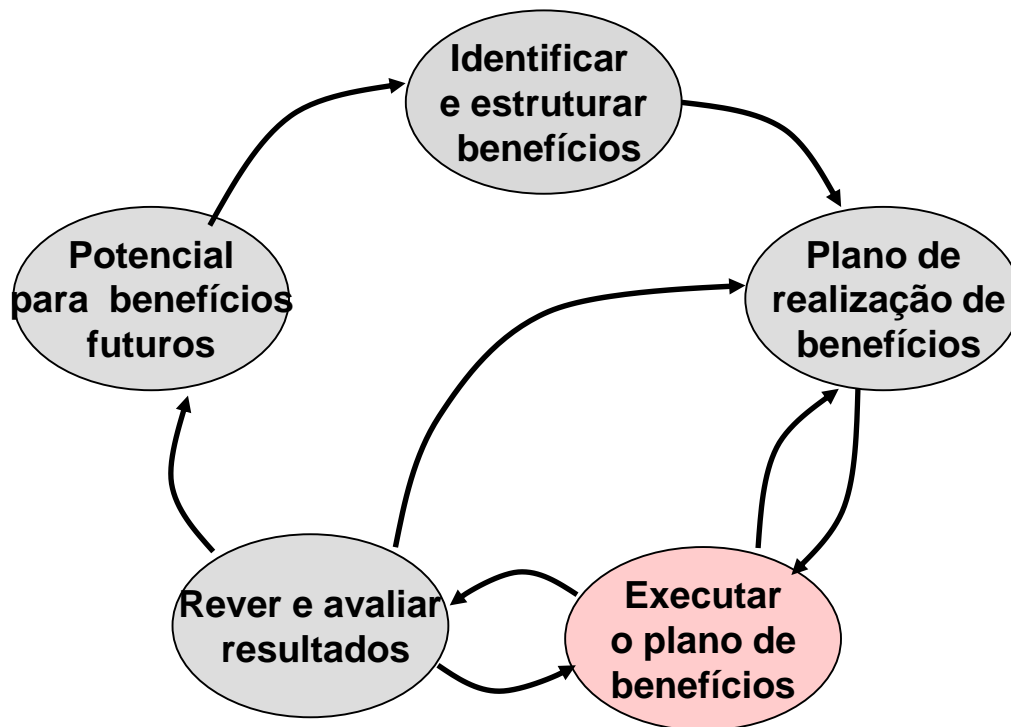 Identificar
e estruturar
benefícios
Plano de
realização de
benefícios
Executar
o plano de
benefícios
Rever e avaliar
resultados
Potencial
para benefícios
futuros